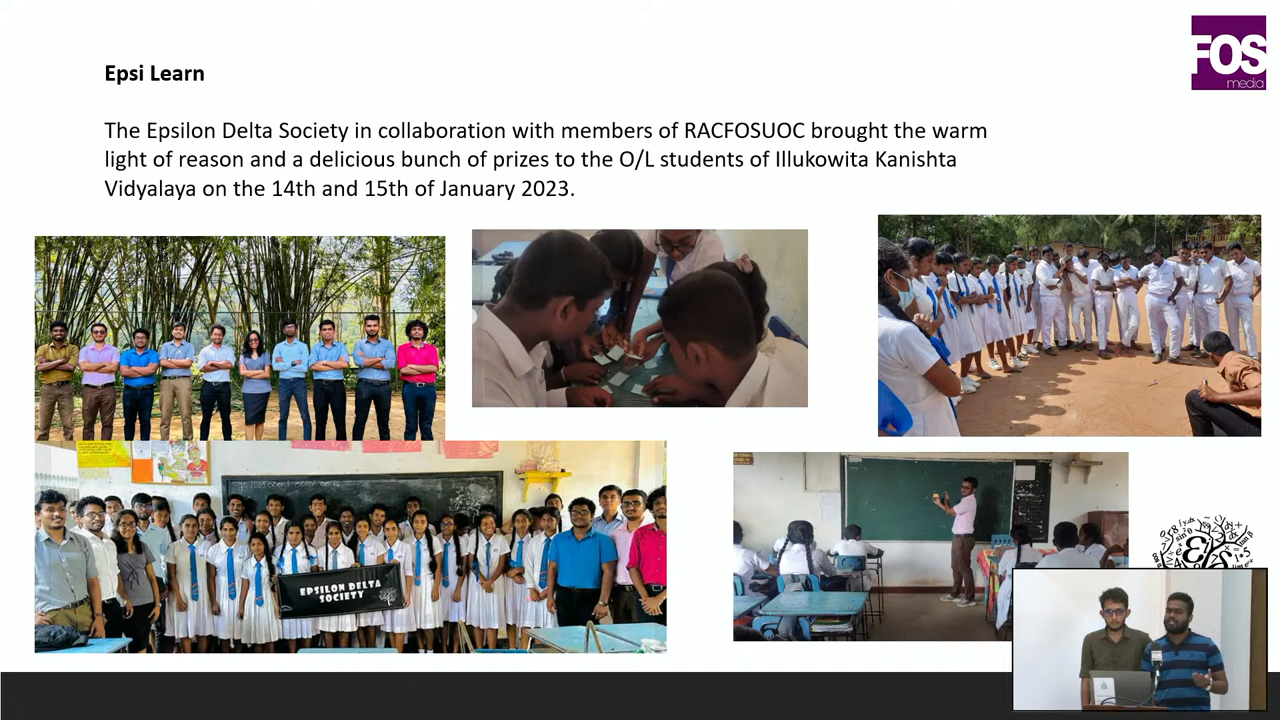 FOS
media
Epsi Learn
The Epsilon Delta Society in collaboration with members of RACFOSUOC brought the warm
light of reason and a delicious bunch of prizes to the O/L students of Illukowita Kanishta
Vidyalaya on the 14th and 15th of January 2023.
EPSILON DELTA
SOCIETY
FOS